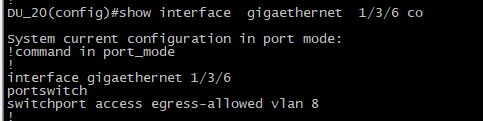 DU_20(config)#show interface  gigaethernet  1/3/6 co
System current configuration in port mode:
!command in port_mode
!
interface gigaethernet 1/3/6
portswitch
switchport access egress-allowed vlan 8
!